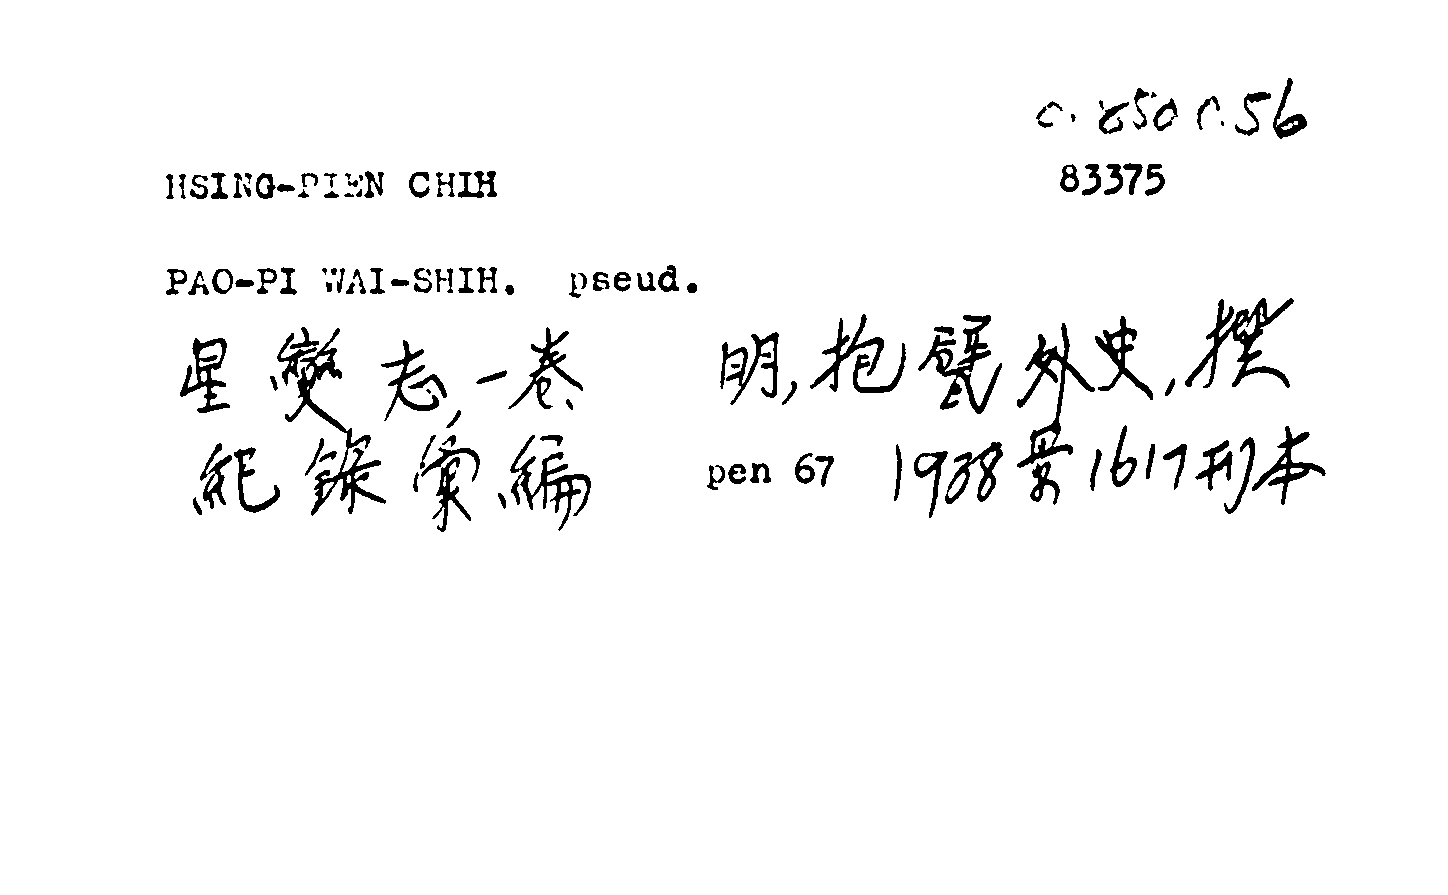 c. 850 c.56
HSING-PIEN CHIH 83375
PAO-PI WAI-SHIH. pseud.
星變志,一卷 明,抱甓外史,撰
紀錄彙編 pen 67 1938景1617刊本